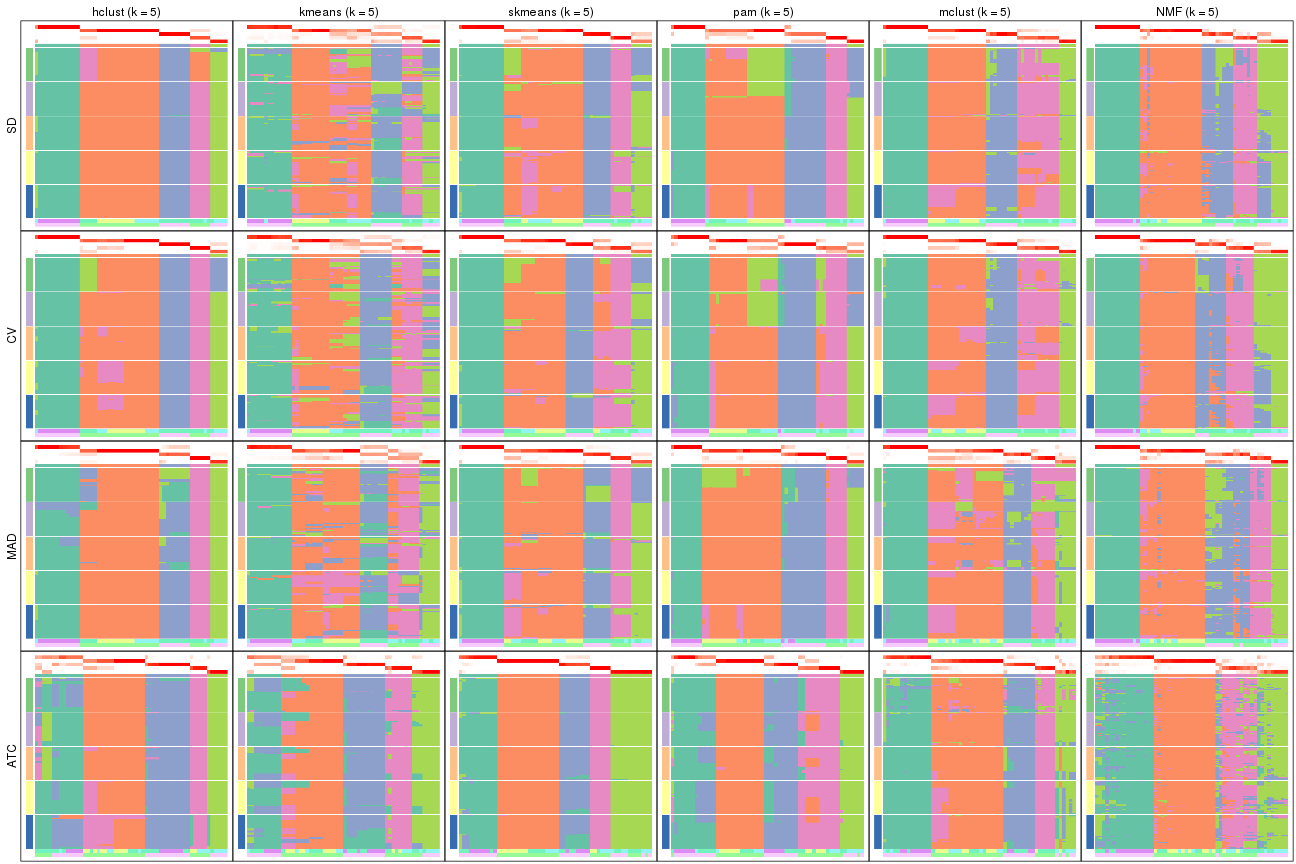 hclust (k = 5)
kmeans (k = 5)
skmeans (k = 5)
pam (k = 5)
mclust (k = 5)
NMF (k = 5)
SD
CV
MAD
ATC